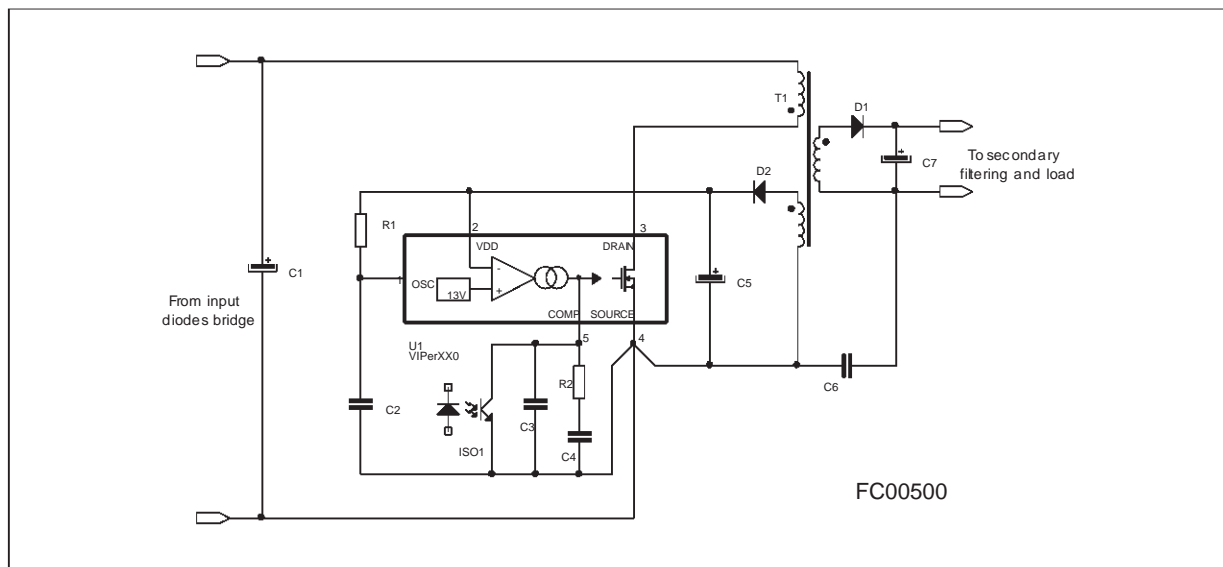 T1
D1
To secondary
filtering and load
C7
D2
R1
2
3
VDD
DRAIN
C1
1
OSC
13V
-
+
C5
From input
diodes bridge
COMP
SOURCE
U1
VIPerXX0
5
4
R2
C6
C2
C3
ISO1
C4
FC00500